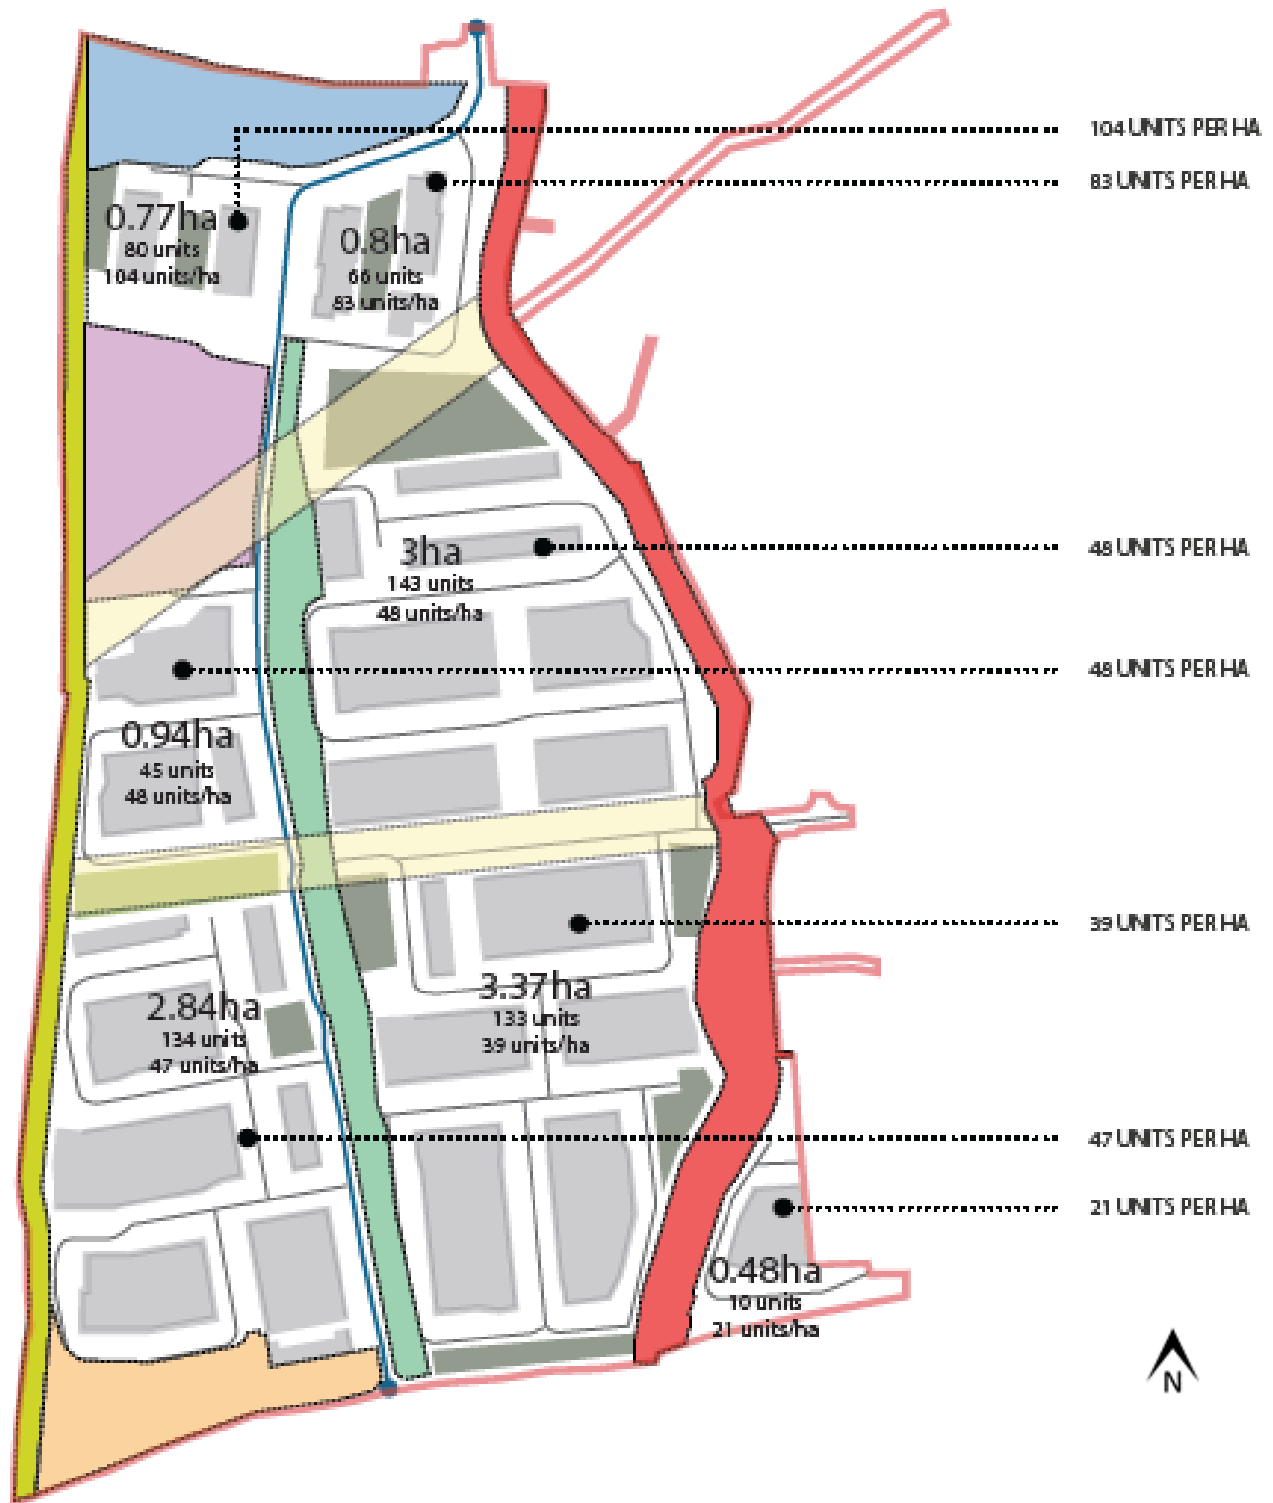 104 UNITS PER HA
83 UNITS PER HA
0.77ha
80 units
104 units/ha
0.8ha
66 units
83 units/ha
3ha
143 units
48 units/ha
48 UNITS PER HA
48 UNITS PER HA
0.94ha
45 units
48 units/ha
39 UNITS PER HA
2.84ha
134 units
47 units/ha
3.37ha
133 units
39 units/ha
47 UNITS PER HA
21 UNITS PER HA
0.48ha
10 units
21 units/ha
N